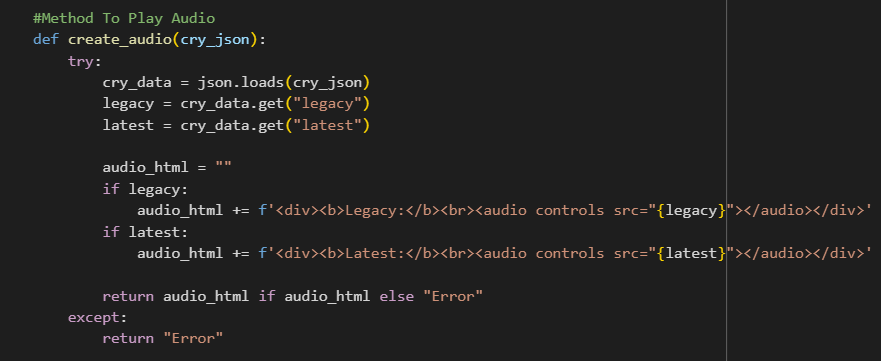 #Method To Play Audio
def create_audio(cry_json):
    try:
        cry_data = json.loads(cry_json)
        legacy = cry_data.get("legacy")
        latest = cry_data.get("latest")

        audio_html = ""
        if legacy:
            audio_html += f'<div><b>Legacy:</b><br><audio controls src="{legacy}"></audio></div>'
        if latest:
            audio_html += f'<div><b>Latest:</b><br><audio controls src="{latest}"></audio></div>'

        return audio_html if audio_html else "Error"
    except:
        return "Error"